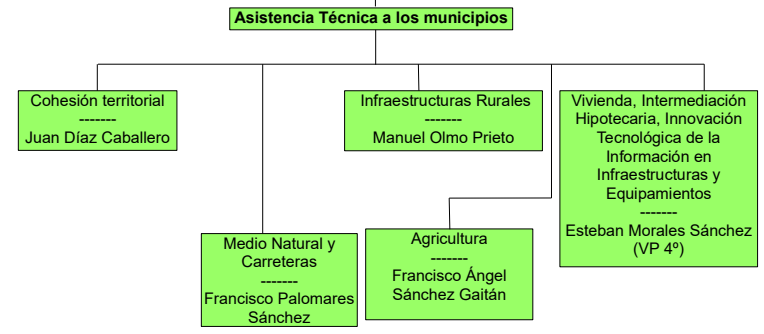 Asistencia Técnica a los municipios
Cohesión territorial
-------
Juan Díaz Caballero
Infraestructuras Rurales
-------
Manuel Olmo Prieto
Vivienda, Intermediación
Hipotecaria, Innovación
Tecnológica de la
Información en
Infraestructuras y
Equipamientos
-------
Esteban Morales Sánchez
(VP 4º)
Medio Natural y
Carreteras
-------
Francisco Palomares
Sánchez
Agricultura
-------
Francisco Ángel
Sánchez Gaitán